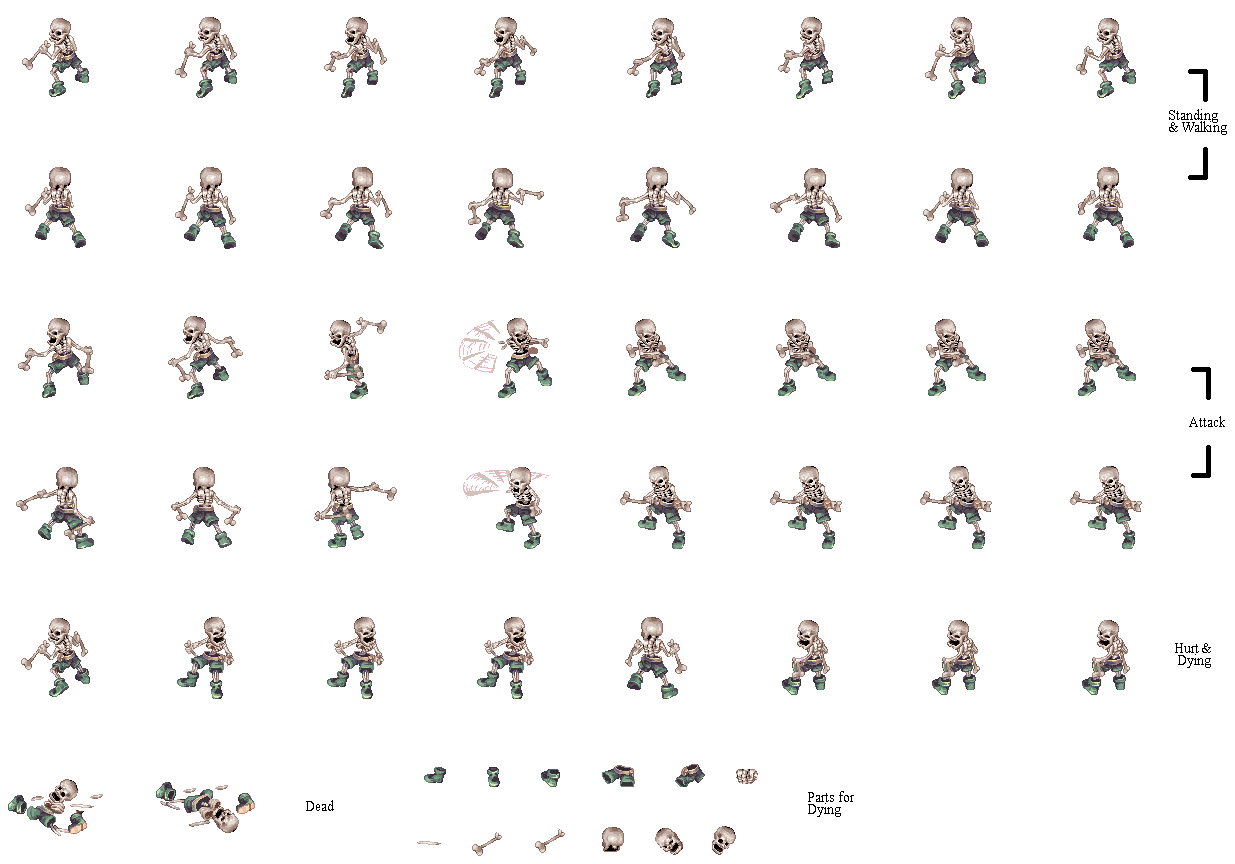 Standing
& Walking
Attack
Hurt &
Dying
Dead
Parts for
Dying